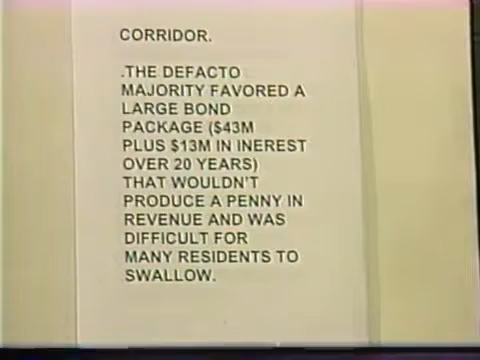 CORRIDOR.
.THE DEFACTO
MAJORITY FAVORED A
LARGE BOND
PACKAGE ($43M
PLUS $13M IN INEREST
OVER 20 YEARS)
THAT WOULDN'T
PRODUCE A PENNY IN
REVENUE AND WAS
DIFFICULT FOR
MANY RESIDENTS TO
SWALLOW.